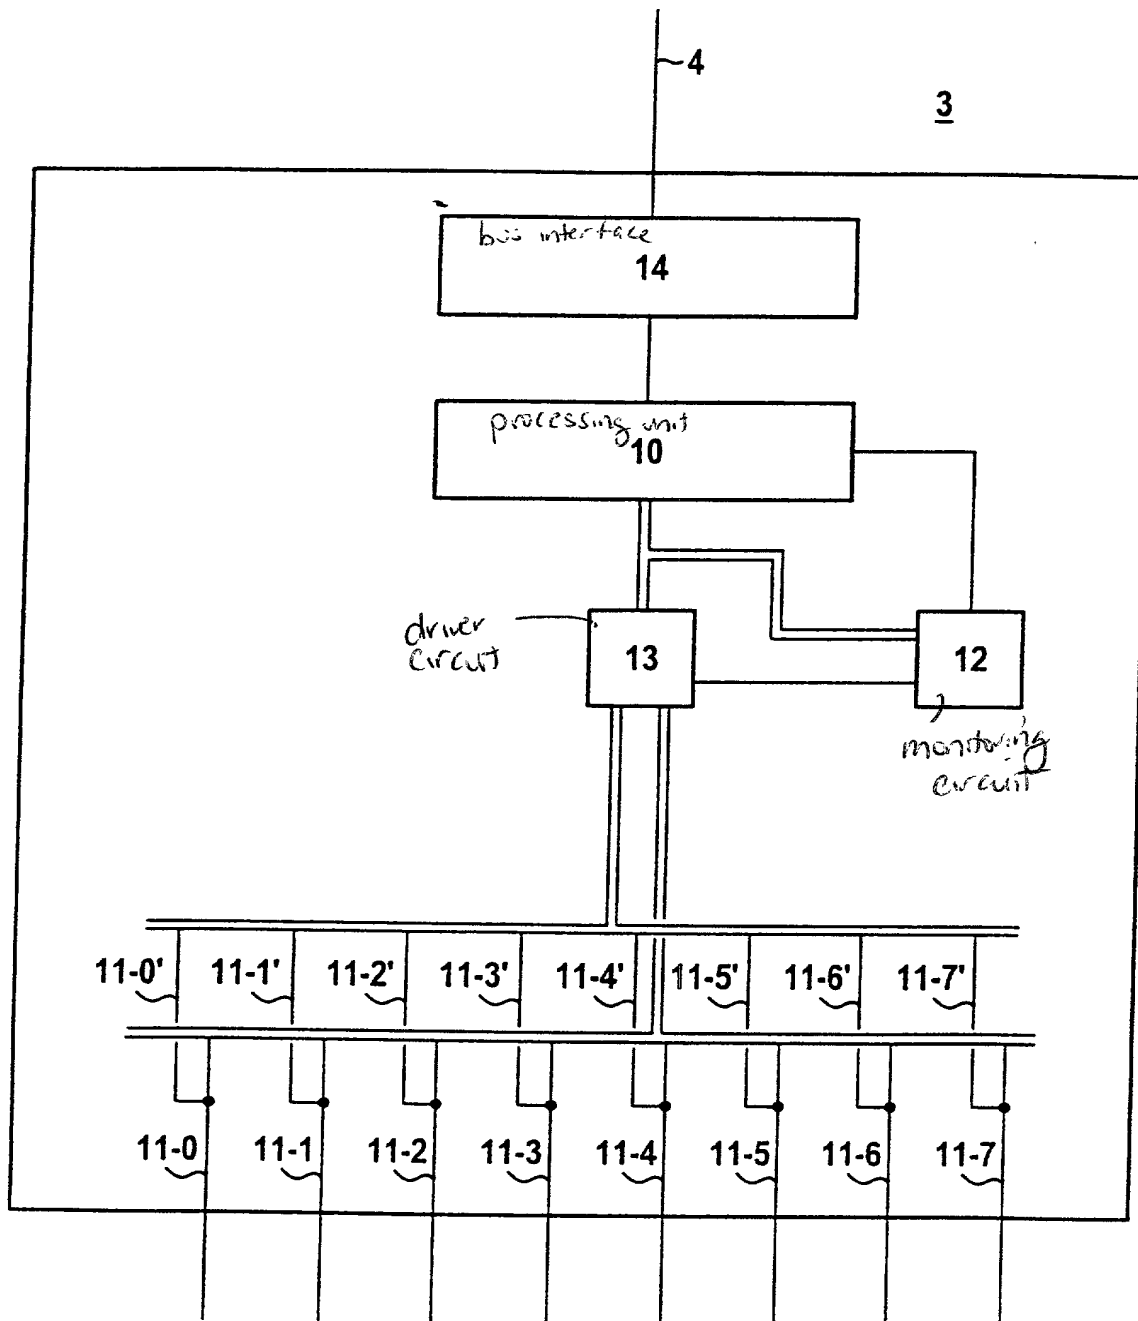 4
3
bus interface
14
processing unit
10
driver
circuit
13
12
monitoring
circuit
11-0' 11-1' 11-2' 11-3' 11-4' 11-5' 11-6' 11-7'
11-0 11-1 11-2 11-3 11-4 11-5 11-6 11-7